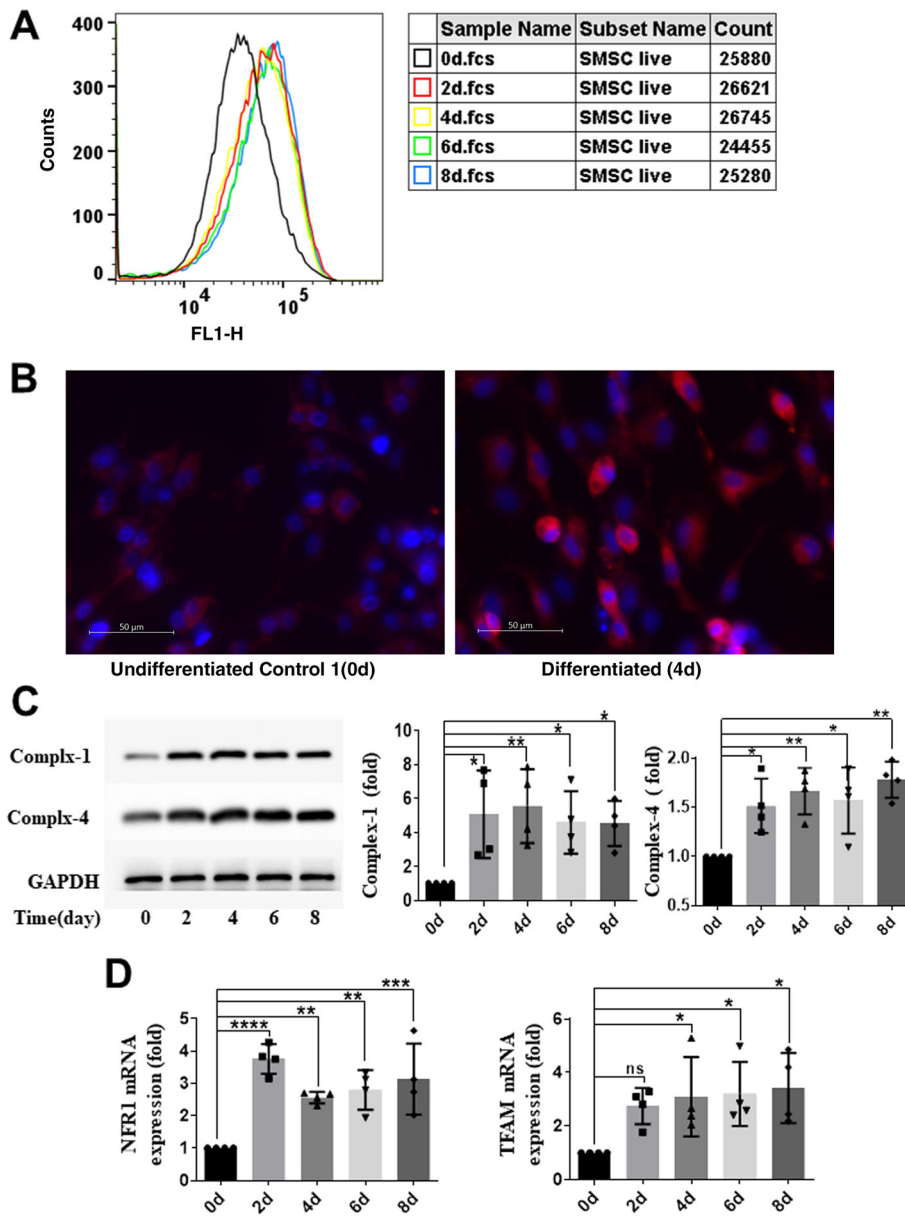 A
400
300
200
100
0
Counts
10^4 10^5
FL1-H
Sample Name Subset Name Count
0d.fcs SMSC live 25880
2d.fcs SMSC live 26621
4d.fcs SMSC live 26745
6d.fcs SMSC live 24455
8d.fcs SMSC live 25280
B
50 µm
50 µm
Undifferentiated Control 1(0d)
Differentiated (4d)
C
Complx-1
Complx-4
GAPDH
Time(day) 0 2 4 6 8
Complex-1 (fold)
10
8
6
4
2
0
* ** * *
0d 2d 4d 6d 8d
Complex-4 ( fold)
2.0
1.5
1.0
0.5
* ** * **
0d 2d 4d 6d 8d
D
NFR1 mRNA
expression (fold)
5
4
3
2
1
0
**** ** ** ***
0d 2d 4d 6d 8d
TFAM mRNA
expression (fold)
6
4
2
0
ns * * *
0d 2d 4d 6d 8d